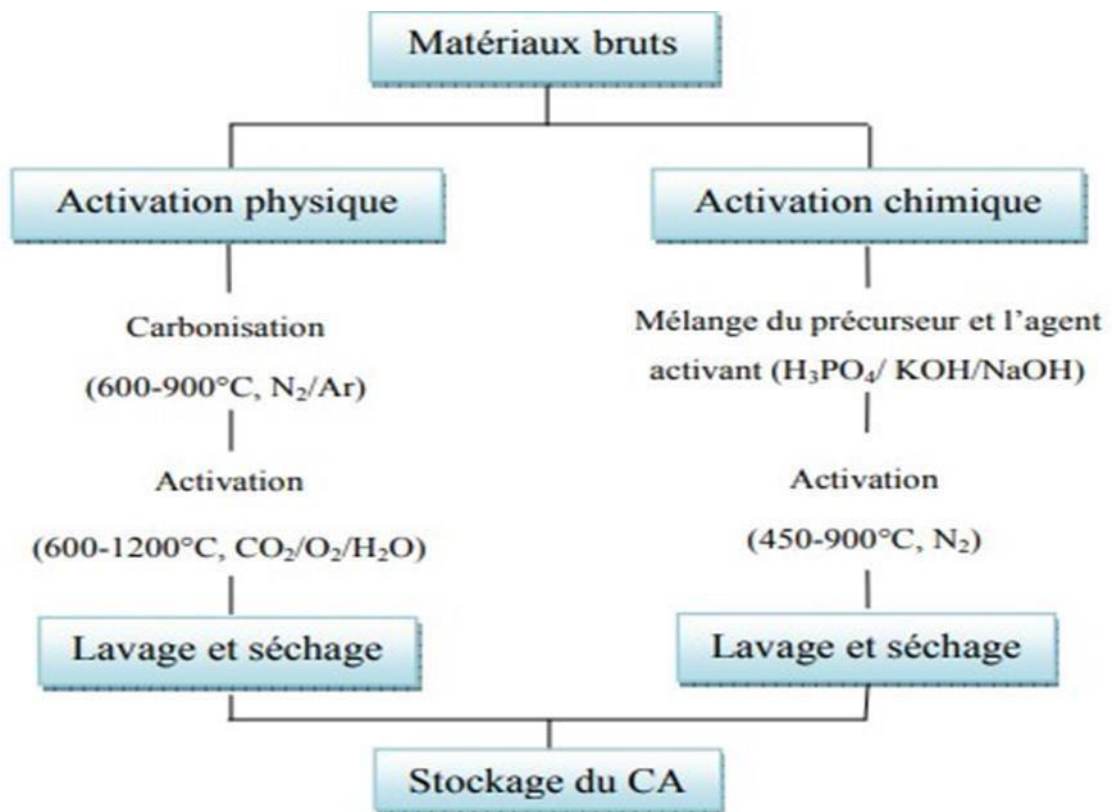 Matériaux bruts
Activation physique
Carbonisation
(600-900°C, N₂/Ar)
Activation
(600-1200°C, CO₂/O₂/H₂O)
Lavage et séchage
Activation chimique
Mélange du précurseur et l'agent
activant (H₃PO₄/ KOH/NaOH)
Activation
(450-900°C, N₂)
Lavage et séchage
Stockage du CA